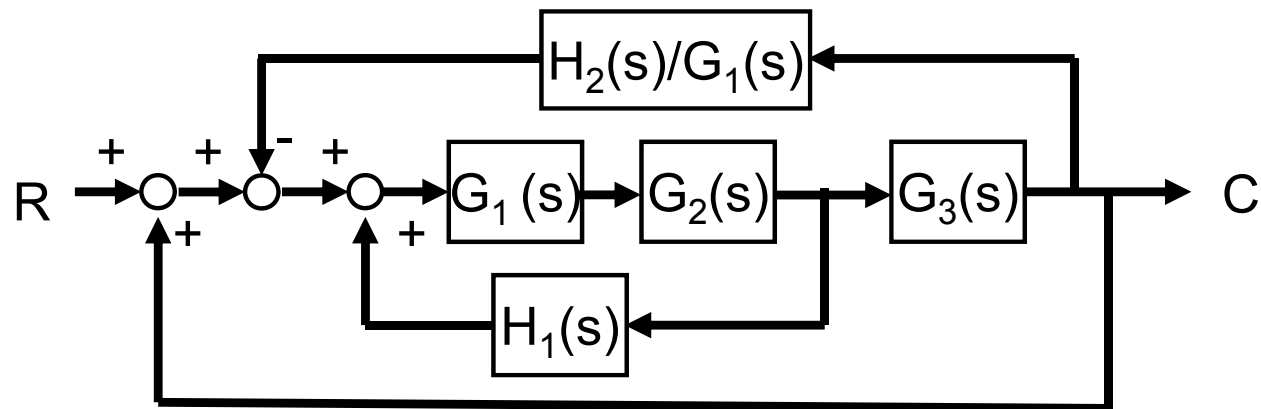 H₂(s)/G₁(s)
+ + - +
R G₁ (s) G₂(s) G₃(s) C
+ +
H₁(s)